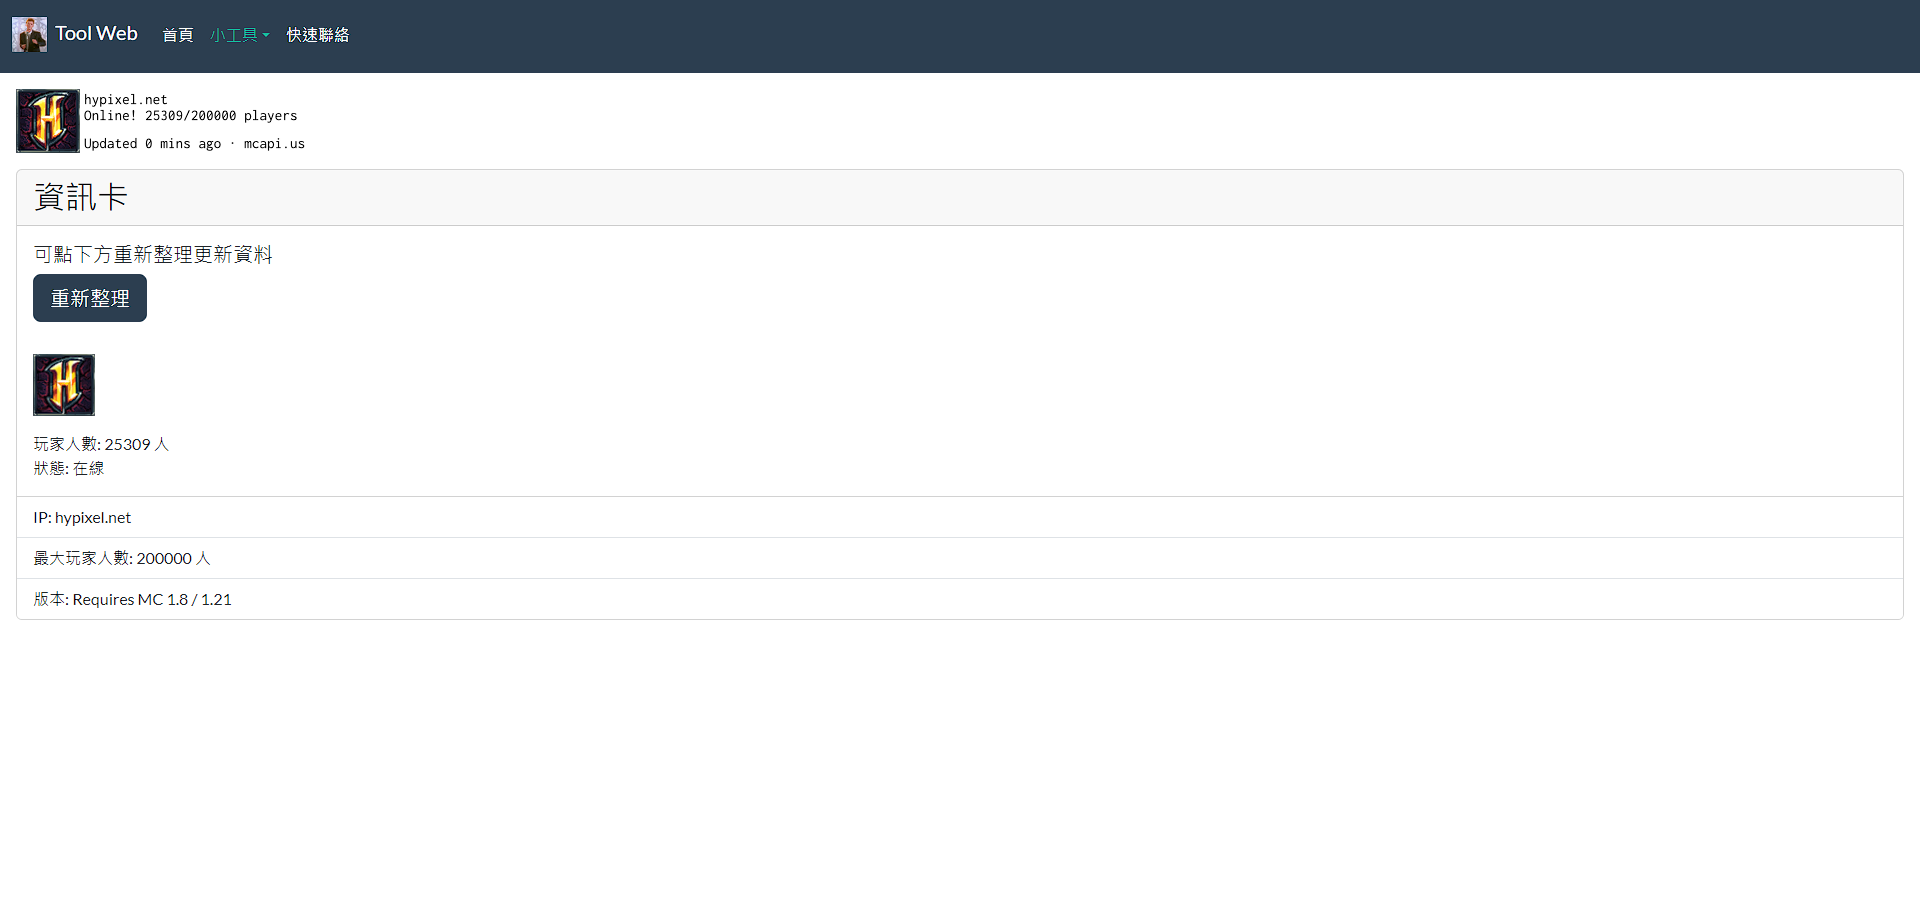 Tool Web 首頁 小工具 快速聯絡
hypixel.net
Online! 25309/200000 players
Updated 0 mins ago · mcapi.us
資訊卡
可點下方重新整理更新資料
重新整理
玩家人數: 25309 人
狀態: 在線
IP: hypixel.net
最大玩家人數: 200000 人
版本: Requires MC 1.8 / 1.21